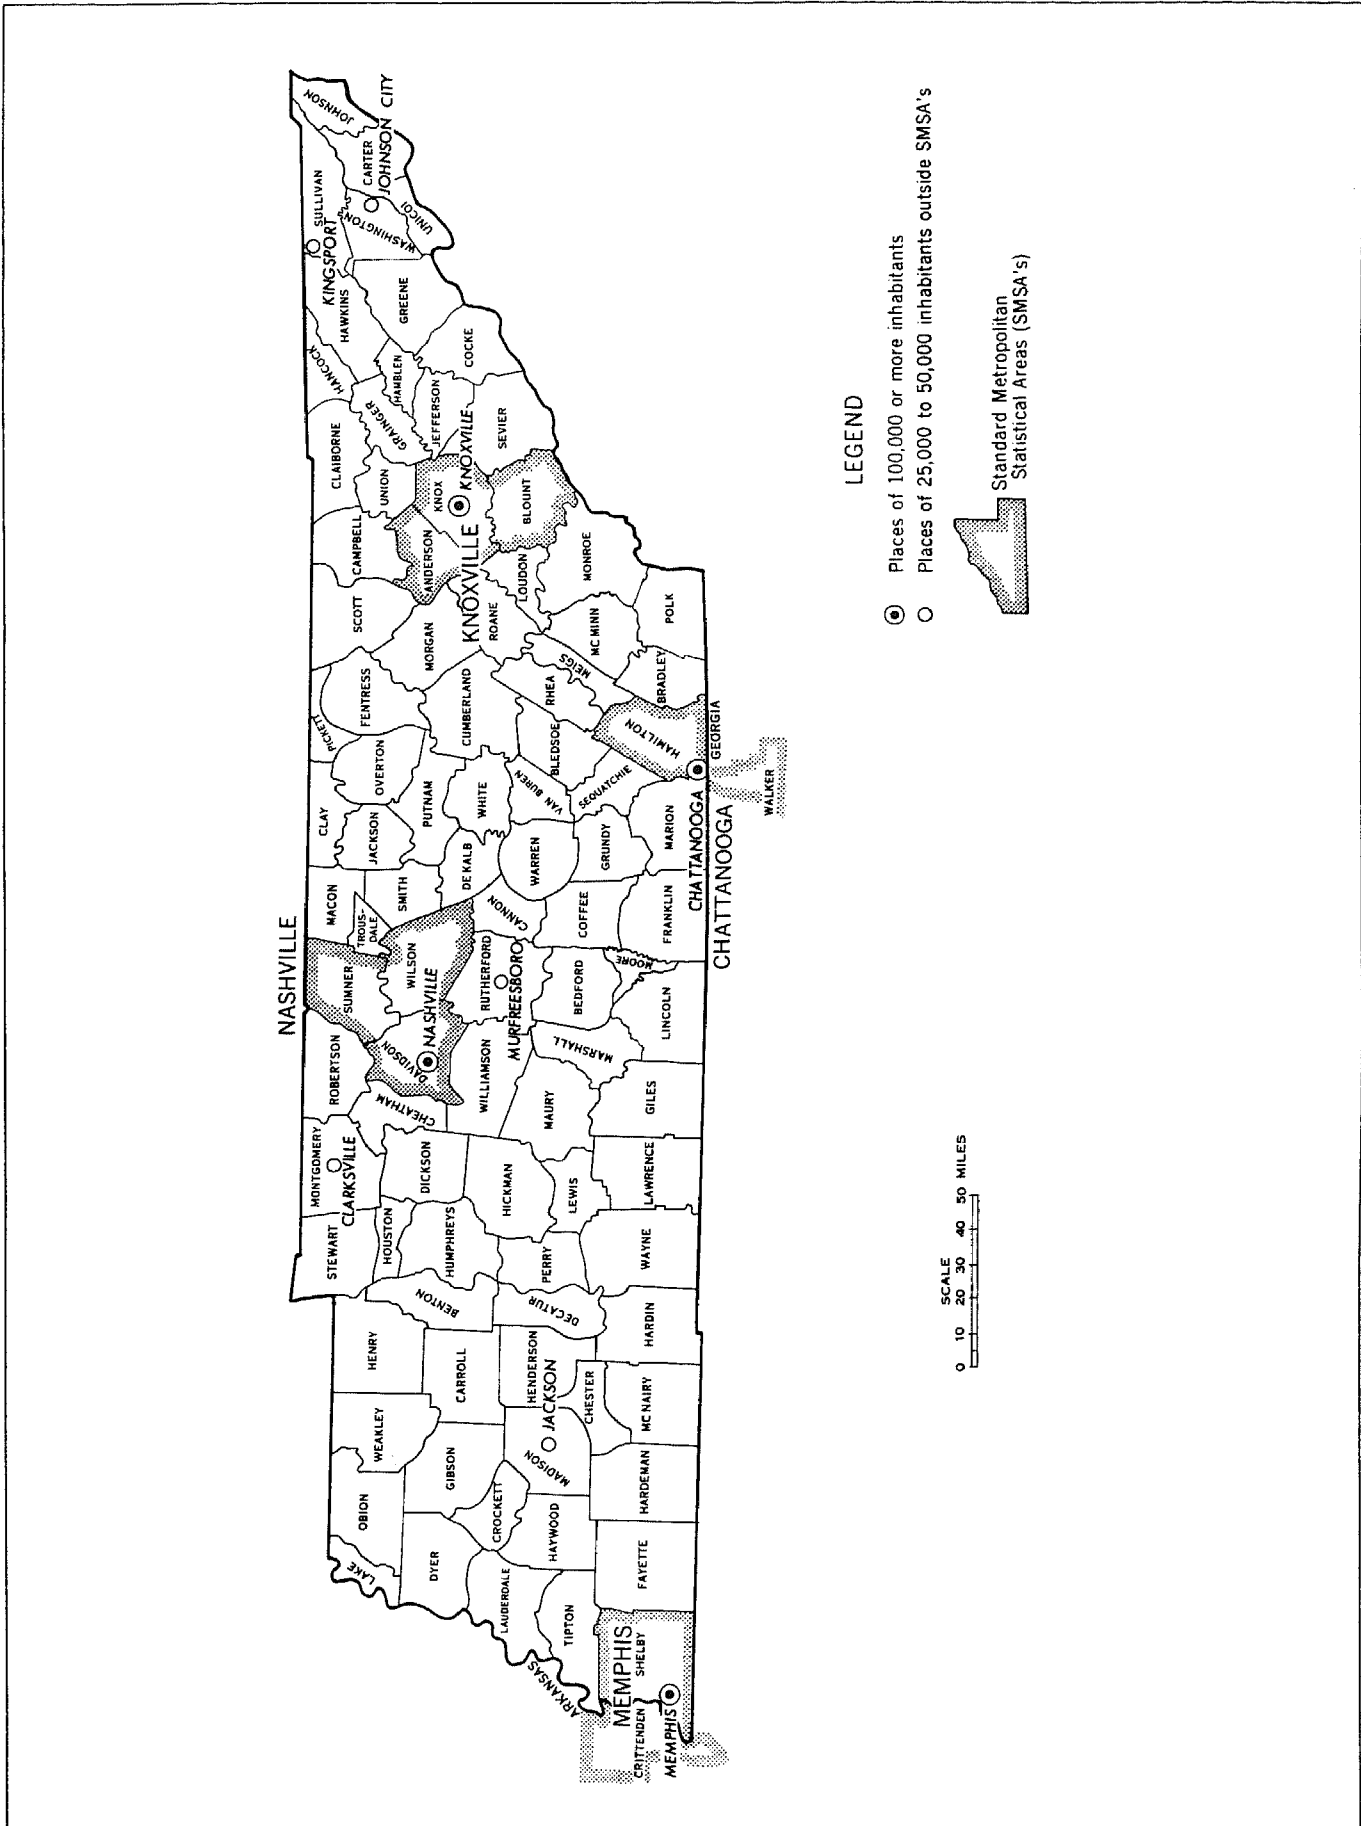 NASHVILLE
KNOXVILLE
CHATTANOOGA
MEMPHIS
LAKE
OBION
WEAKLEY
HENRY
STEWART
MONTGOMERY
CLARKSVILLE
ROBERTSON
SUMNER
MACON
TROUS-
DALE
CLAY
PICKETT
SCOTT
CAMPBELL
CLAIBORNE
HANCOCK
HAWKINS
KINGSPORT
SULLIVAN
JOHNSON
CARTER
JOHNSON CITY
WASHINGTON
UNICOI
GREENE
HAMBLEN
GRAINGER
UNION
COCKE
JEFFERSON
KNOX
KNOXVILLE
SEVIER
BLOUNT
ANDERSON
LOUDON
MONROE
ROANE
MORGAN
FENTRESS
OVERTON
JACKSON
PUTNAM
SMITH
WILSON
NASHVILLE
DAVIDSON
CHEATHAM
DICKSON
HOUSTON
HUMPHREYS
BENTON
CARROLL
GIBSON
DYER
CROCKETT
LAUDERDALE
HAYWOOD
MADISON
JACKSON
HENDERSON
DECATUR
PERRY
HICKMAN
LEWIS
MAURY
WILLIAMSON
RUTHERFORD
MURFREESBORO
CANNON
DE KALB
WHITE
CUMBERLAND
VAN BUREN
WARREN
BLEDSOE
RHEA
MEIGS
MC MINN
POLK
BRADLEY
HAMILTON
SEQUATCHIE
GRUNDY
MARION
CHATTANOOGA
COFFEE
FRANKLIN
MOORE
BEDFORD
LINCOLN
MARSHALL
GILES
LAWRENCE
WAYNE
HARDIN
CHESTER
MC NAIRY
HARDEMAN
FAYETTE
TIPTON
SHELBY
MEMPHIS
CRITTENDEN
ARKANSAS
GEORGIA
WALKER
LEGEND
Places of 100,000 or more inhabitants
Places of 25,000 to 50,000 inhabitants outside SMSA's
Standard Metropolitan
Statistical Areas (SMSA's)
SCALE
0 10 20 30 40 50 MILES